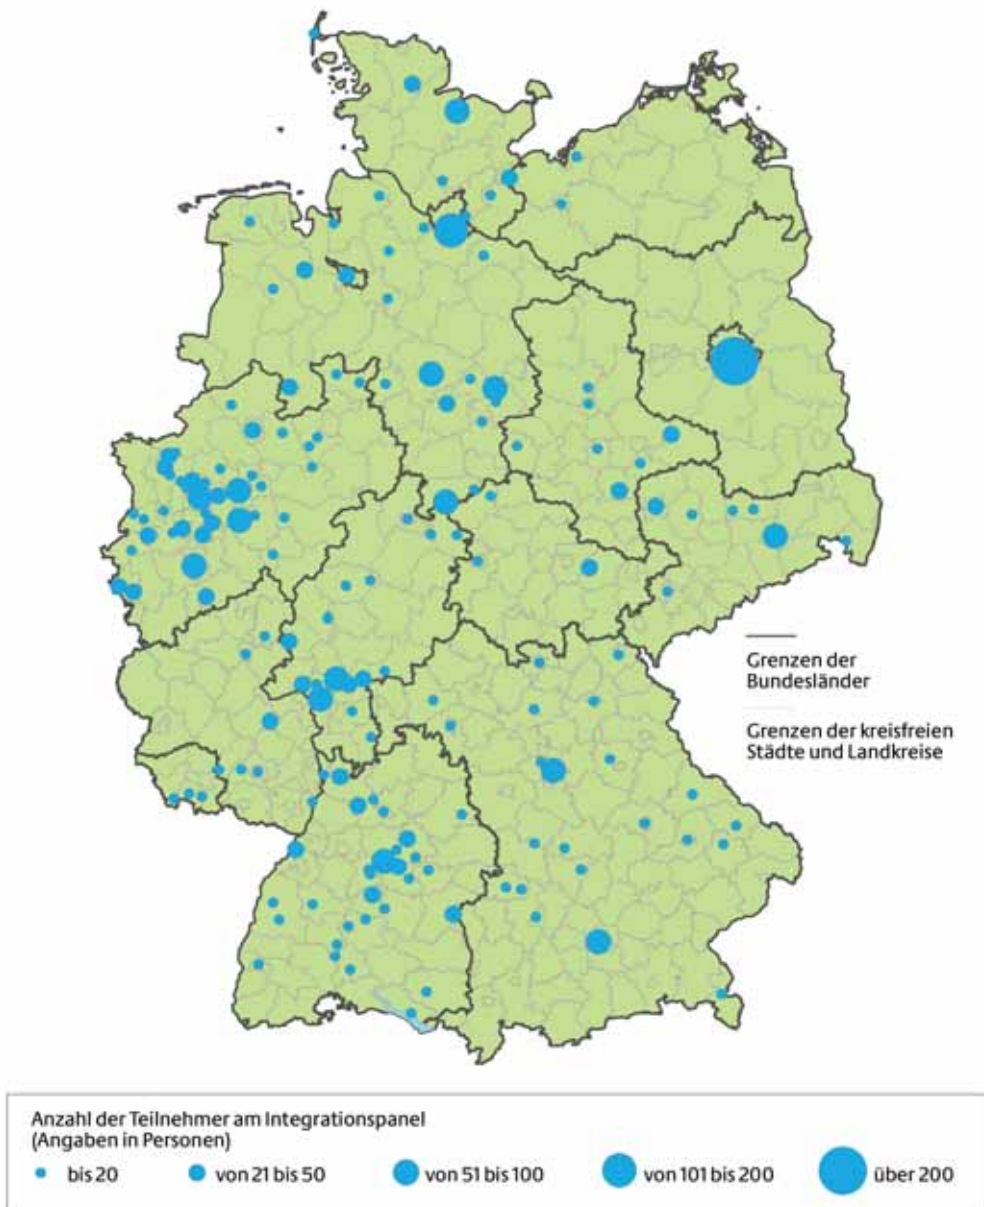 Grenzen der
Bundesländer
Grenzen der kreisfreien
Städte und Landkreise
Anzahl der Teilnehmer am Integrationspanel
(Angaben in Personen)
bis 20
von 21 bis 50
von 51 bis 100
von 101 bis 200
über 200